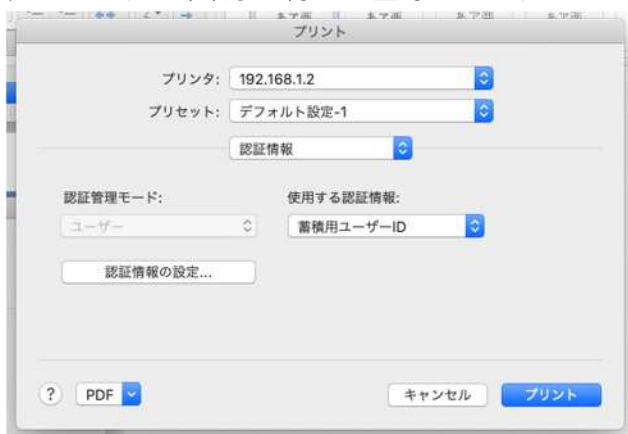 プリント
プリンタ: 192.168.1.2
プリセット: デフォルト設定-1
認証情報
認証管理モード: 使用する認証情報:
ユーザー 蓄積用ユーザーID
認証情報の設定...
? PDF キャンセル プリント